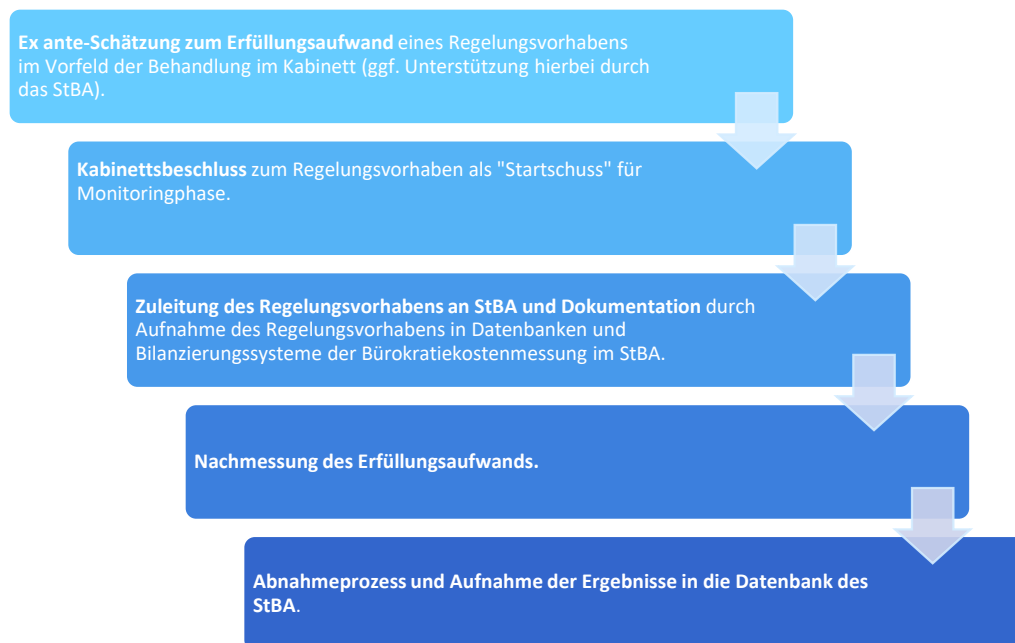 Ex ante-Schätzung zum Erfüllungsaufwand eines Regelungsvorhabens
im Vorfeld der Behandlung im Kabinett (ggf. Unterstützung hierbei durch
das StBA).
Kabinettsbeschluss zum Regelungsvorhaben als "Startschuss" für
Monitoringphase.
Zuleitung des Regelungsvorhabens an StBA und Dokumentation durch
Aufnahme des Regelungsvorhabens in Datenbanken und
Bilanzierungssysteme der Bürokratiekostenmessung im StBA.
Nachmessung des Erfüllungsaufwands.
Abnahmeprozess und Aufnahme der Ergebnisse in die Datenbank des
StBA.